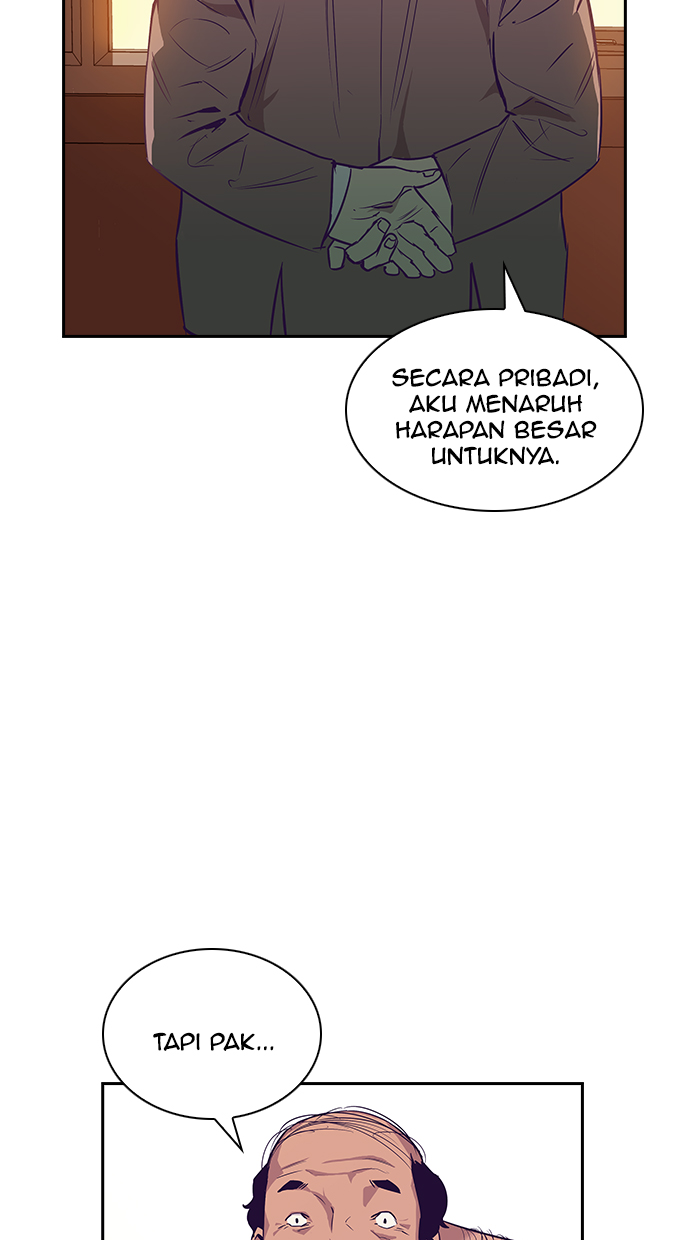 SECARA PRIBADI,
AKU MENARUH
HARAPAN BESAR
UNTUKNYA.
TAPI PAK...